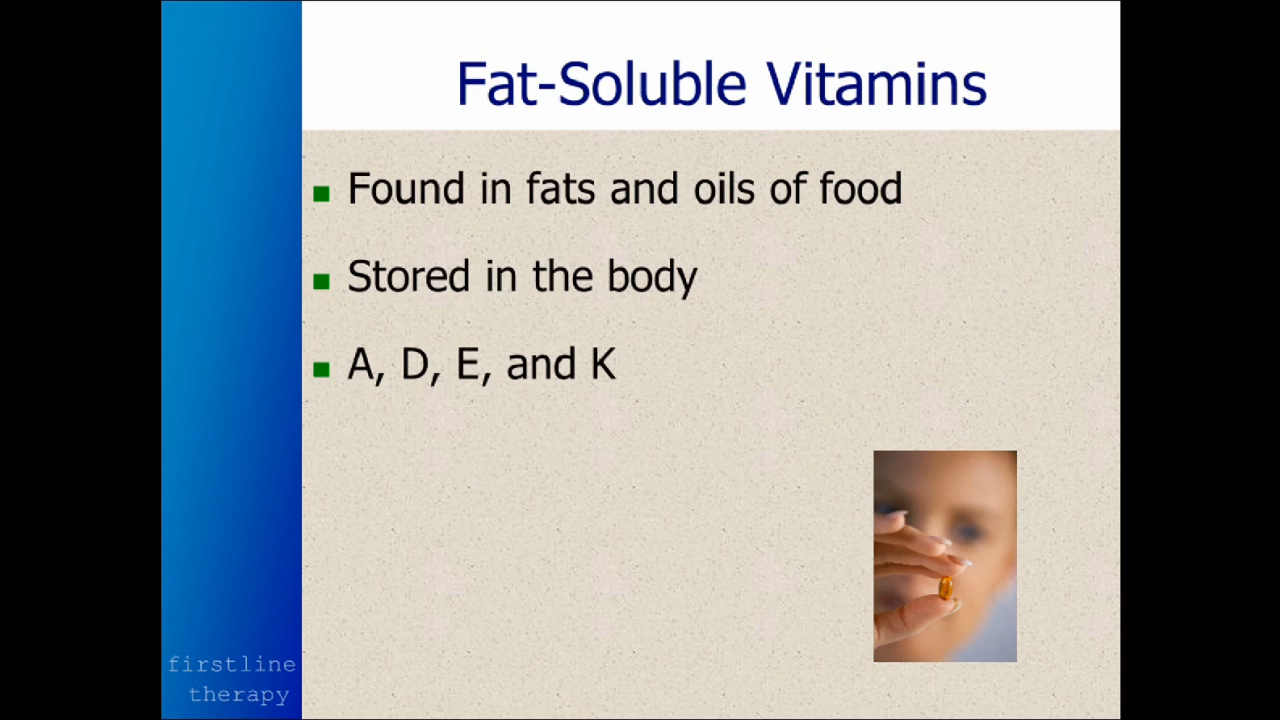 Fat-Soluble Vitamins
Found in fats and oils of food
Stored in the body
A, D, E, and K
firstline
therapy